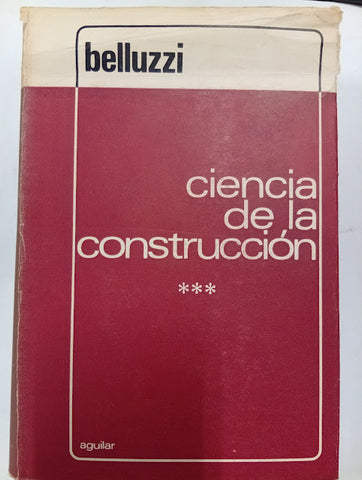 belluzzi
ciencia
de la
construcción
***
aguilar